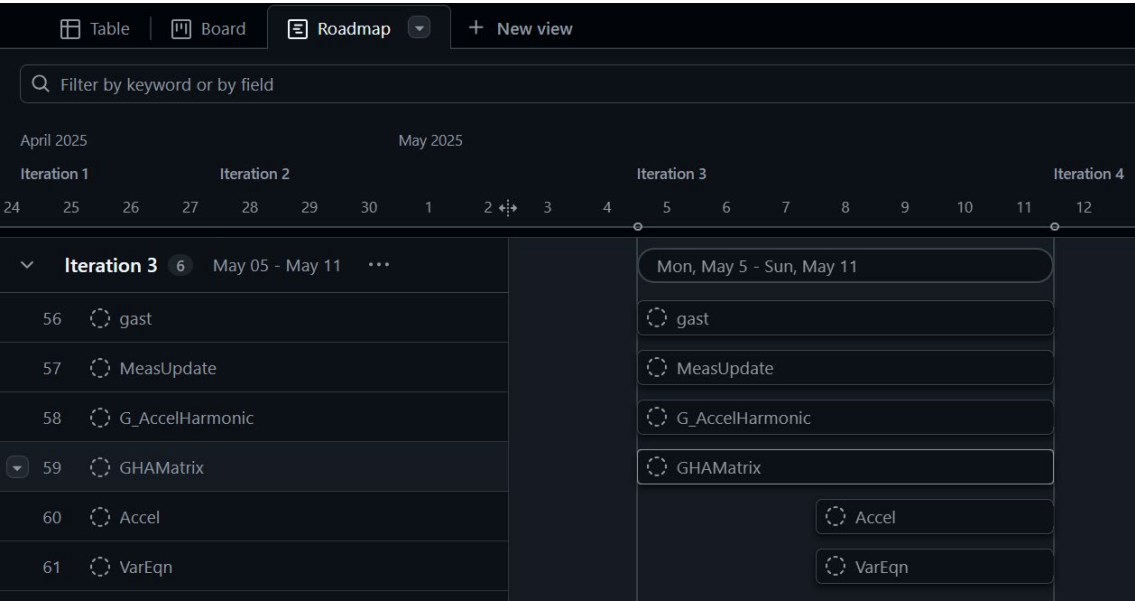 Table Board Roadmap + New view
Filter by keyword or by field
April 2025 May 2025
Iteration 1 Iteration 2 Iteration 3 Iteration 4
24 25 26 27 28 29 30 1 2 3 4 5 6 7 8 9 10 11 12
Iteration 3 6 May 05 - May 11 ... Mon, May 5 - Sun, May 11
56 gast gast
57 MeasUpdate MeasUpdate
58 G_AccelHarmonic G_AccelHarmonic
59 GHAMatrix GHAMatrix
60 Accel Accel
61 VarEqn VarEqn